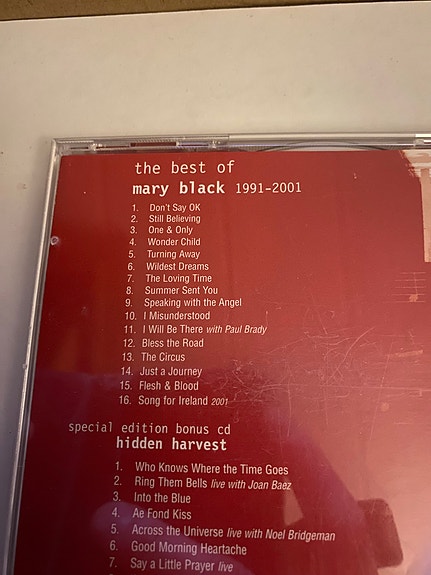 the best of
mary black 1991-2001
1. Don't Say OK
2. Still Believing
3. One & Only
4. Wonder Child
5. Turning Away
6. Wildest Dreams
7. The Loving Time
8. Summer Sent You
9. Speaking with the Angel
10. I Misunderstood
11. I Will Be There with Paul Brady
12. Bless the Road
13. The Circus
14. Just a Journey
15. Flesh & Blood
16. Song for Ireland 2001
special edition bonus cd
hidden harvest
1. Who Knows Where the Time Goes
2. Ring Them Bells live with Joan Baez
3. Into the Blue
4. Ae Fond Kiss
5. Across the Universe live with Noel Bridgeman
6. Good Morning Heartache
7. Say a Little Prayer live